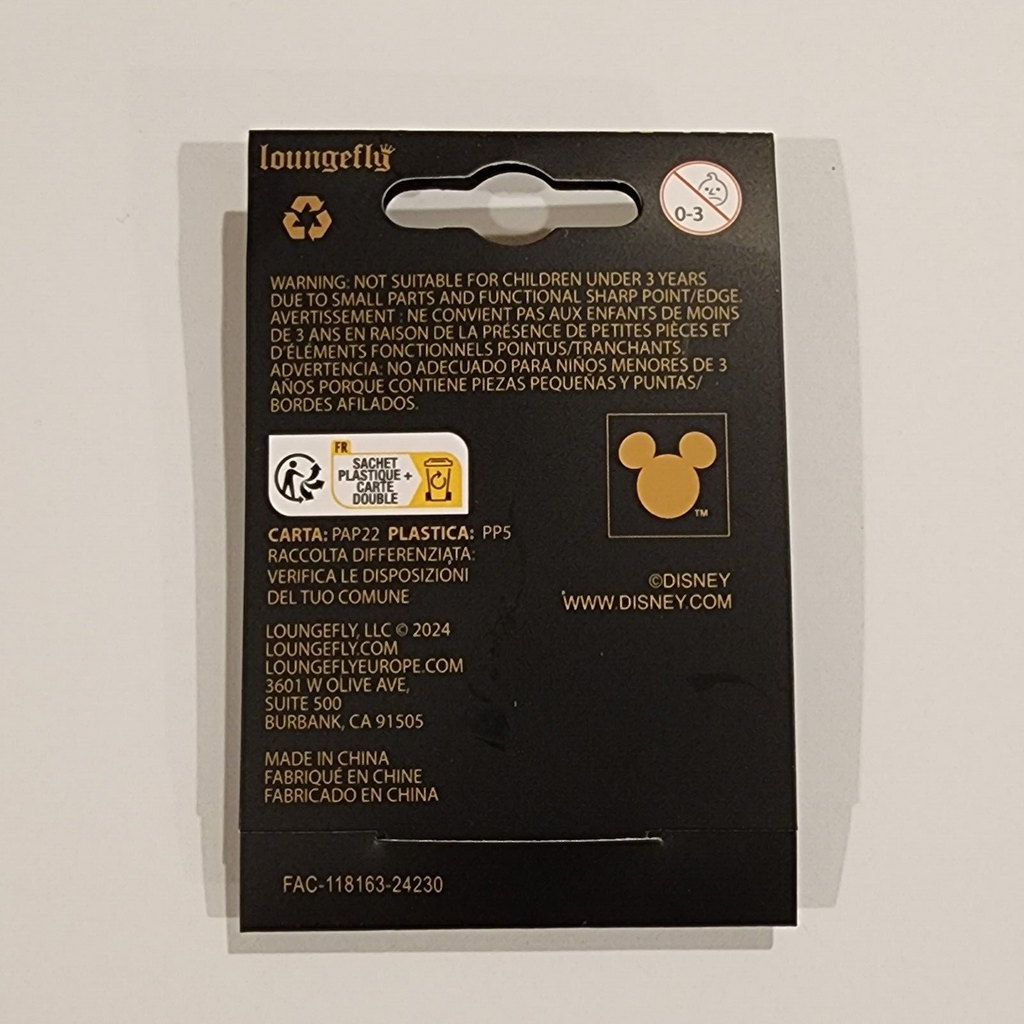 loungefly
0-3
WARNING: NOT SUITABLE FOR CHILDREN UNDER 3 YEARS
DUE TO SMALL PARTS AND FUNCTIONAL SHARP POINT/EDGE.
AVERTISSEMENT : NE CONVIENT PAS AUX ENFANTS DE MOINS
DE 3 ANS EN RAISON DE LA PRÉSENCE DE PETITES PIÈCES ET
D'ÉLÉMENTS FONCTIONNELS POINTUS/TRANCHANTS.
ADVERTENCIA: NO ADECUADO PARA NIÑOS MENORES DE 3
AÑOS PORQUE CONTIENE PIEZAS PEQUEÑAS Y PUNTAS/
BORDES AFILADOS.
FR
SACHET
PLASTIQUE +
CARTE
DOUBLE
TM
CARTA: PAP22 PLASTICA: PP5
RACCOLTA DIFFERENZIATA:
VERIFICA LE DISPOSIZIONI
DEL TUO COMUNE
©DISNEY
WWW.DISNEY.COM
LOUNGEFLY, LLC © 2024
LOUNGEFLY.COM
LOUNGEFLYEUROPE.COM
3601 W OLIVE AVE,
SUITE 500
BURBANK, CA 91505
MADE IN CHINA
FABRIQUÉ EN CHINE
FABRICADO EN CHINA
FAC-118163-24230